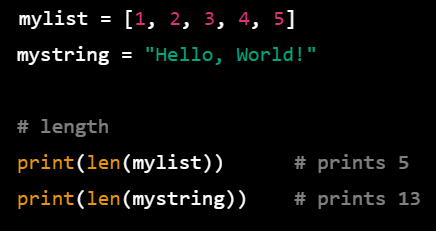 mylist = [1, 2, 3, 4, 5]
mystring = "Hello, World!"
# length
print(len(mylist))      # prints 5
print(len(mystring))    # prints 13